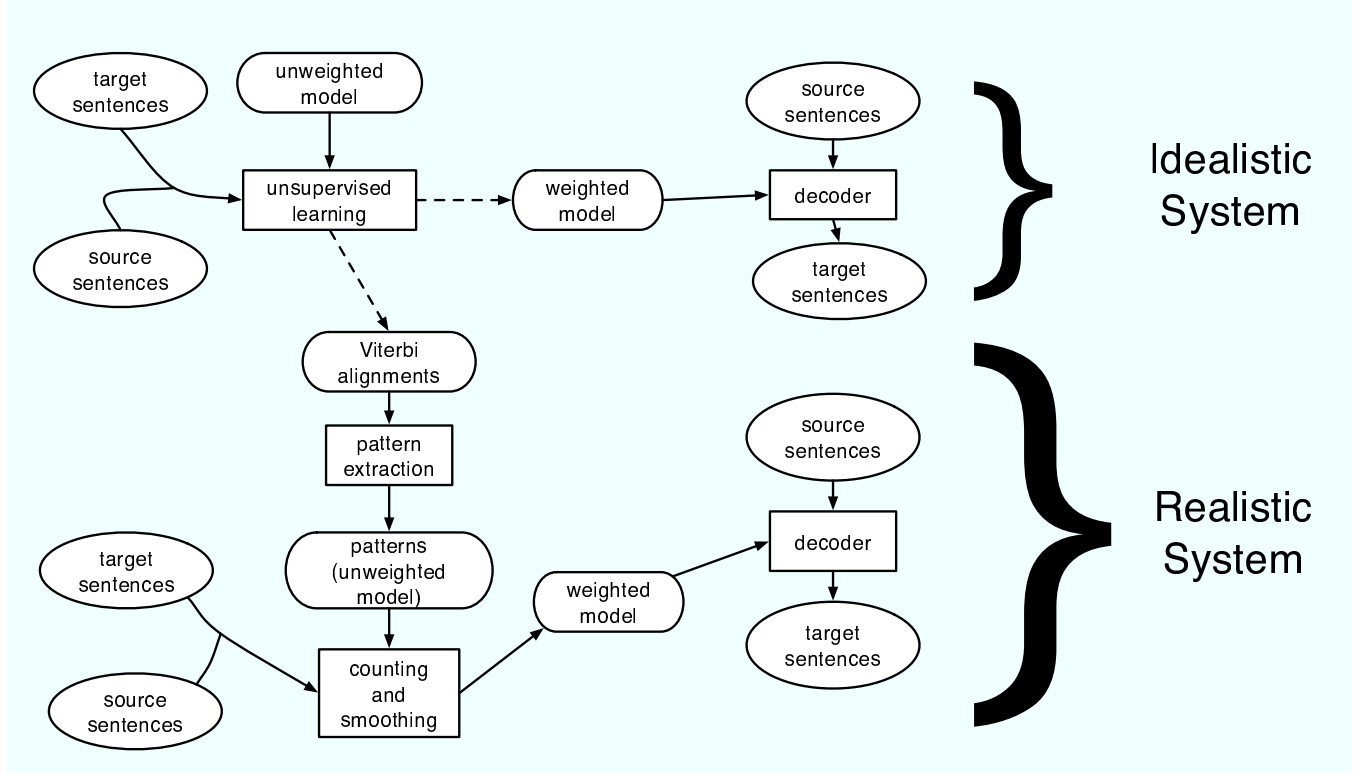 target
sentences
unweighted
model
source
sentences
unsupervised
learning
weighted
model
decoder
source
sentences
target
sentences
Idealistic
System
Viterbi
alignments
pattern
extraction
patterns
(unweighted
model)
target
sentences
source
sentences
counting
and
smoothing
weighted
model
source
sentences
decoder
target
sentences
Realistic
System